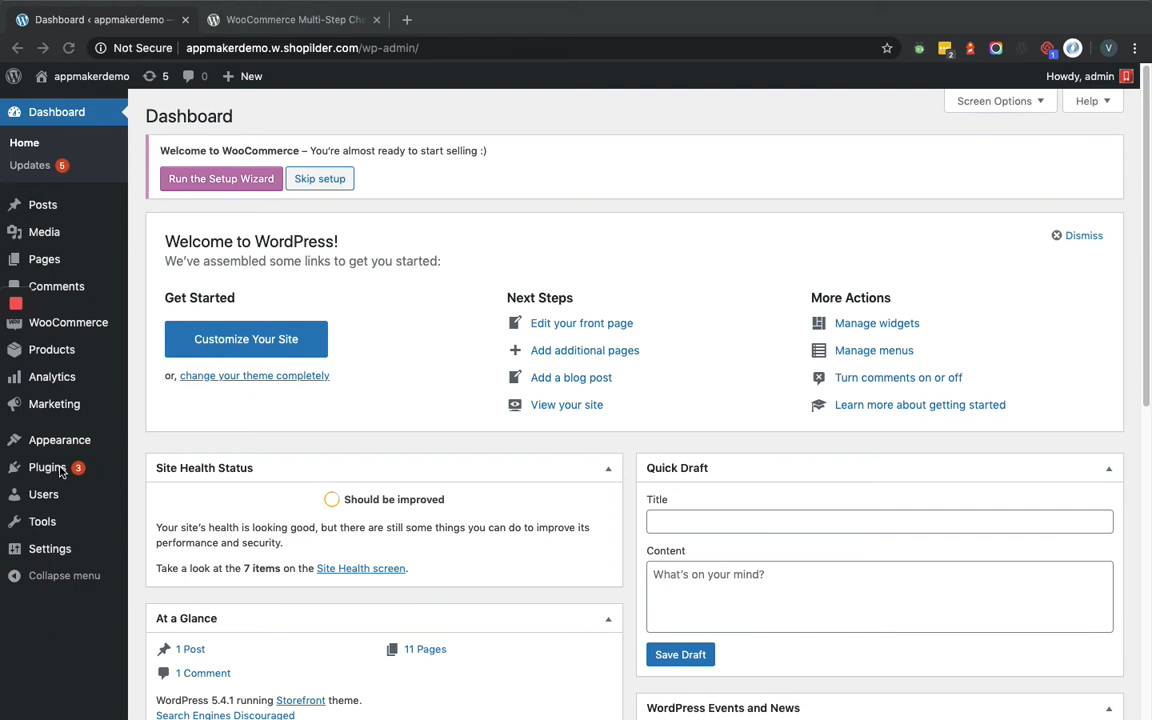 Dashboard ‹ appmakerdemo —
WooCommerce Multi-Step Che
Not Secure
appmakerdemo.w.shopilder.com/wp-admin/
2
1
V
appmakerdemo
5
0
New
Howdy, admin
Dashboard
Home
Updates 5
Posts
Media
Pages
Comments
WooCommerce
Products
Analytics
Marketing
Appearance
Plugins 3
Users
Tools
Settings
Collapse menu
Dashboard
Screen Options
Help
Welcome to WooCommerce – You're almost ready to start selling :)
Run the Setup Wizard
Skip setup
Welcome to WordPress!
Dismiss
We've assembled some links to get you started:
Get Started
Customize Your Site
or, change your theme completely
Next Steps
Edit your front page
Add additional pages
Add a blog post
View your site
More Actions
Manage widgets
Manage menus
Turn comments on or off
Learn more about getting started
Site Health Status
Should be improved
Your site's health is looking good, but there are still some things you can do to improve its
performance and security.
Take a look at the 7 items on the Site Health screen.
At a Glance
1 Post
11 Pages
1 Comment
WordPress 5.4.1 running Storefront theme.
Search Engines Discouraged
Quick Draft
Title
Content
What's on your mind?
Save Draft
WordPress Events and News